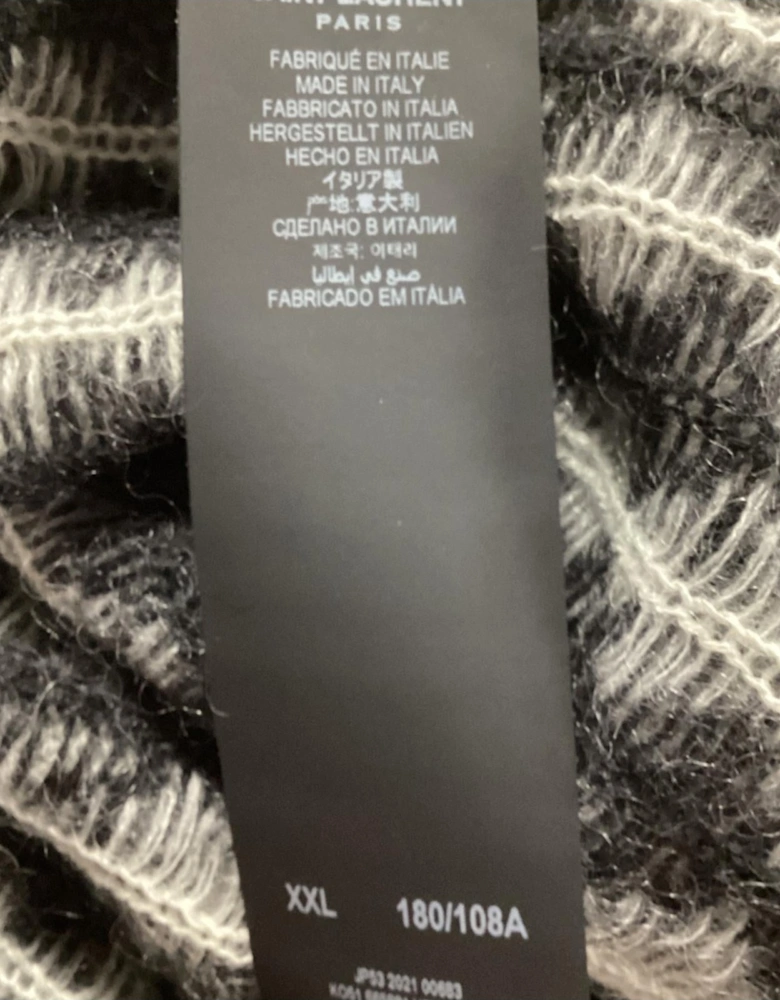 SAINT LAURENT
PARIS
FABRIQUÉ EN ITALIE
MADE IN ITALY
FABBRICATO IN ITALIA
HERGESTELLT IN ITALIEN
HECHO EN ITALIA
イタリア製
地:意大利
СДЕЛАНО В ИТАЛИИ
제조국: 이태리
صنع في إيطاليا
FABRICADO EM ITÁLIA
XXL 180/108A
JP53 2021 00683